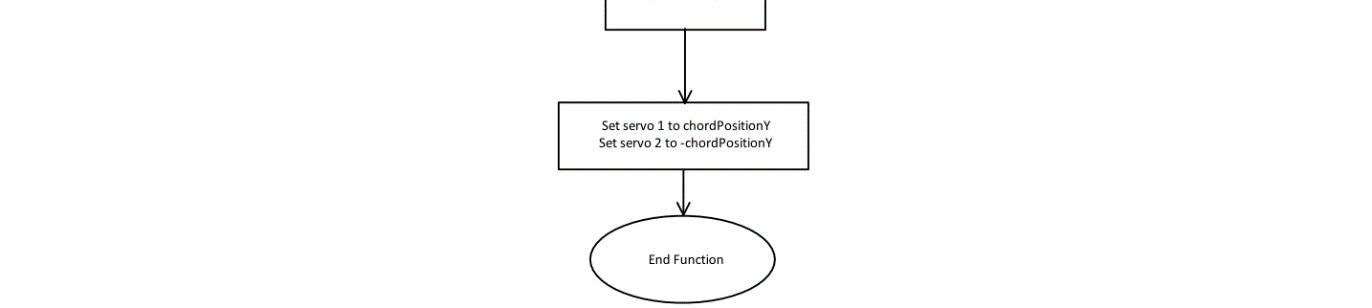 Set servo 1 to chordPositionY
Set servo 2 to -chordPositionY
End Function